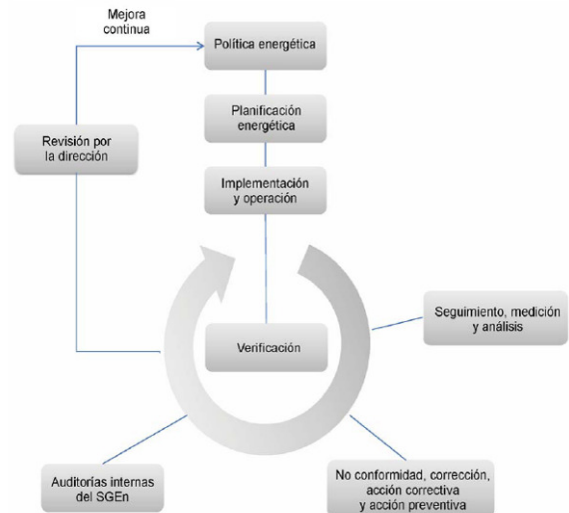 Mejora
continua
Política energética
Planificación
energética
Revisión por
la dirección
Implementación
y operación
Seguimiento, medición
y análisis
Verificación
Auditorías internas
del SGEn
No conformidad, corrección,
acción correctiva
y acción preventiva